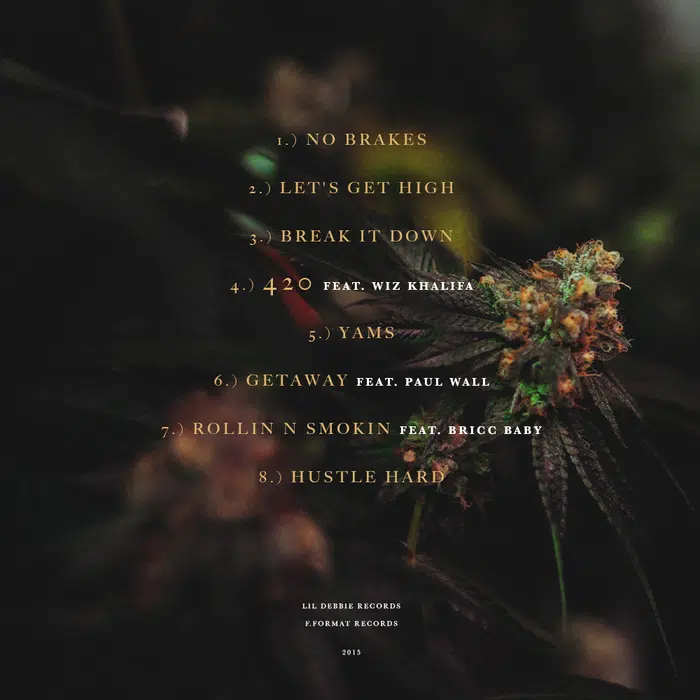 1.) NO BRAKES
2.) LET'S GET HIGH
3.) BREAK IT DOWN
4.) 420 FEAT. WIZ KHALIFA
5.) YAMS
6.) GETAWAY FEAT. PAUL WALL
7.) ROLLIN N SMOKIN FEAT. BRICC BABY
8.) HUSTLE HARD
LIL DEBBIE RECORDS
F.FORMAT RECORDS
2015